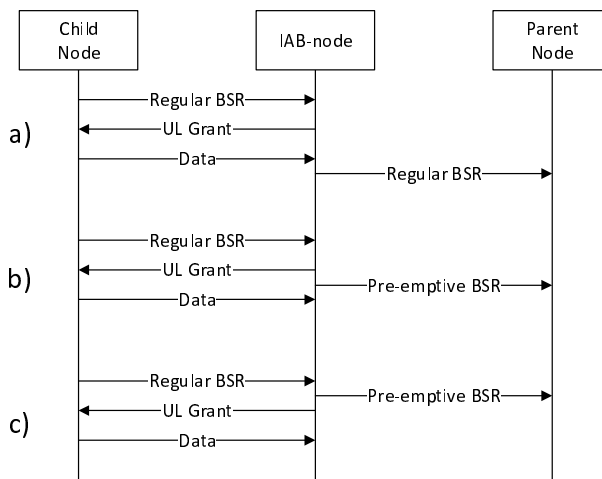 Child
Node
IAB-node
Parent
Node
a)
Regular BSR
UL Grant
Data
Regular BSR
b)
Regular BSR
UL Grant
Pre-emptive BSR
Data
c)
Regular BSR
Pre-emptive BSR
UL Grant
Data